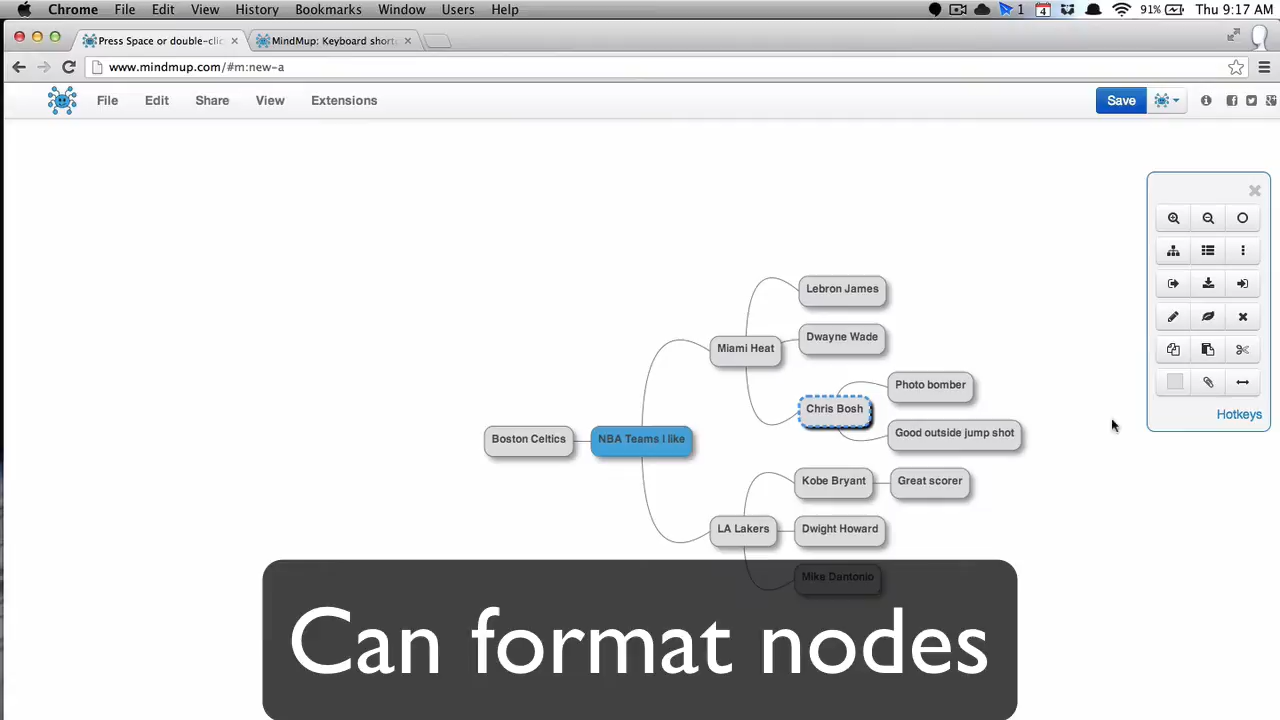 Chrome File Edit View History Bookmarks Window Users Help 1 4 91% Thu 9:17 AM
Press Space or double-clic MindMup: Keyboard short
www.mindmup.com/#m:new-a
File Edit Share View Extensions Save
Lebron James
Dwayne Wade
Miami Heat
Photo bomber
Chris Bosh
Hotkeys
Good outside jump shot
Boston Celtics NBA Teams I like
Kobe Bryant Great scorer
LA Lakers Dwight Howard
Mike Dantonio
Can format nodes